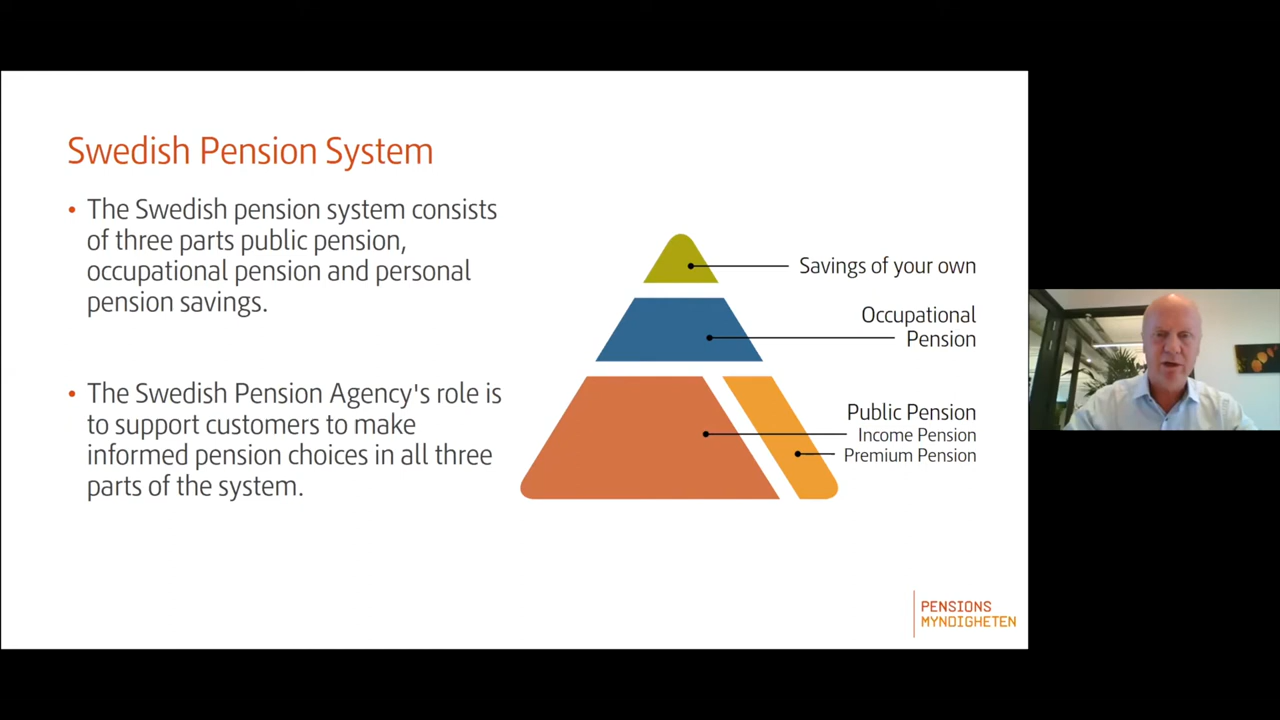 Swedish Pension System
• The Swedish pension system consists
of three parts public pension,
occupational pension and personal
pension savings.
• The Swedish Pension Agency's role is
to support customers to make
informed pension choices in all three
parts of the system.
Savings of your own
Occupational
Pension
Public Pension
Income Pension
Premium Pension
PENSIONS
MYNDIGHETEN